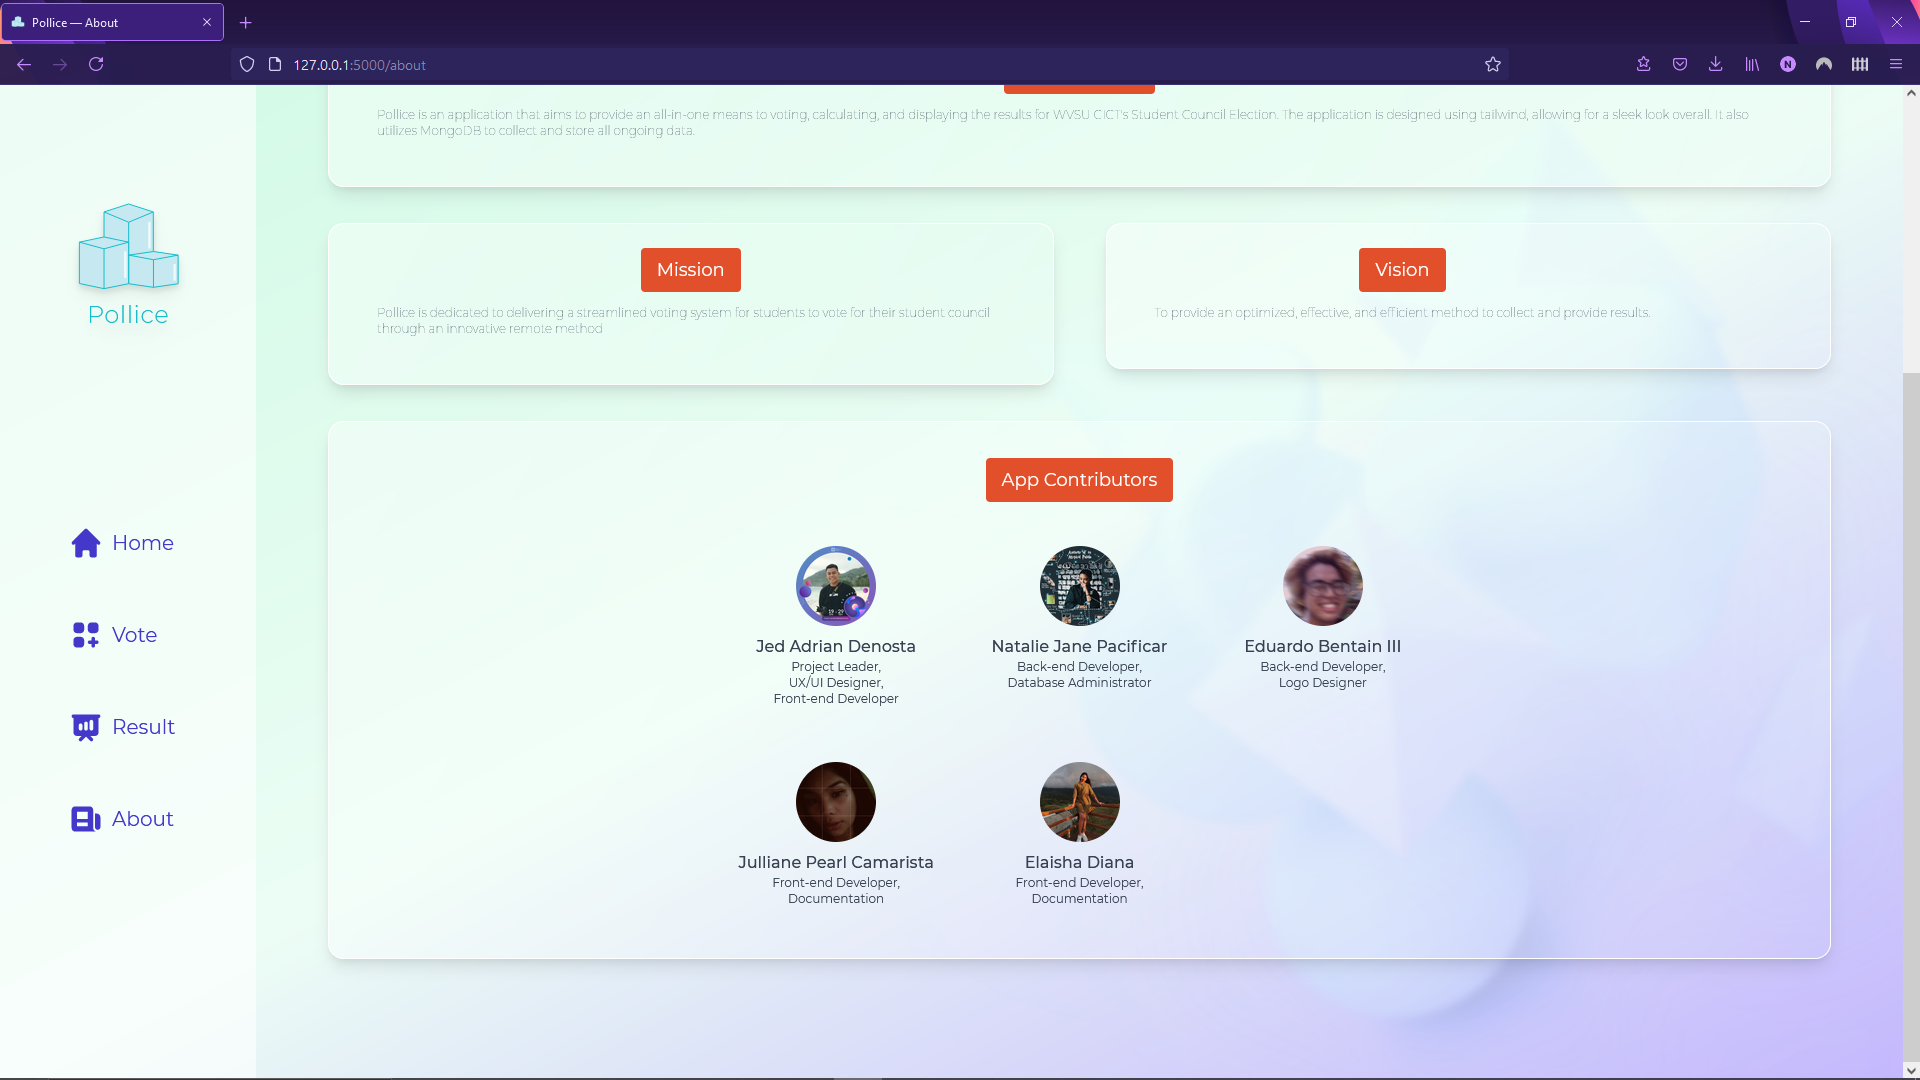 Pollice — About
127.0.0.1:5000/about
Pollice is an application that aims to provide an all-in-one means to voting, calculating, and displaying the results for WVSU CICT's Student Council Election. The application is designed using tailwind, allowing for a sleek look overall. It also
utilizes MongoDB to collect and store all ongoing data.
Pollice
Mission
Pollice is dedicated to delivering a streamlined voting system for students to vote for their student council
through an innovative remote method
Vision
To provide an optimized, effective, and efficient method to collect and provide results.
Home
Vote
Result
About
App Contributors
Jed Adrian Denosta
Project Leader,
UX/UI Designer,
Front-end Developer
Natalie Jane Pacificar
Back-end Developer,
Database Administrator
Eduardo Bentain III
Back-end Developer,
Logo Designer
Julliane Pearl Camarista
Front-end Developer,
Documentation
Elaisha Diana
Front-end Developer,
Documentation